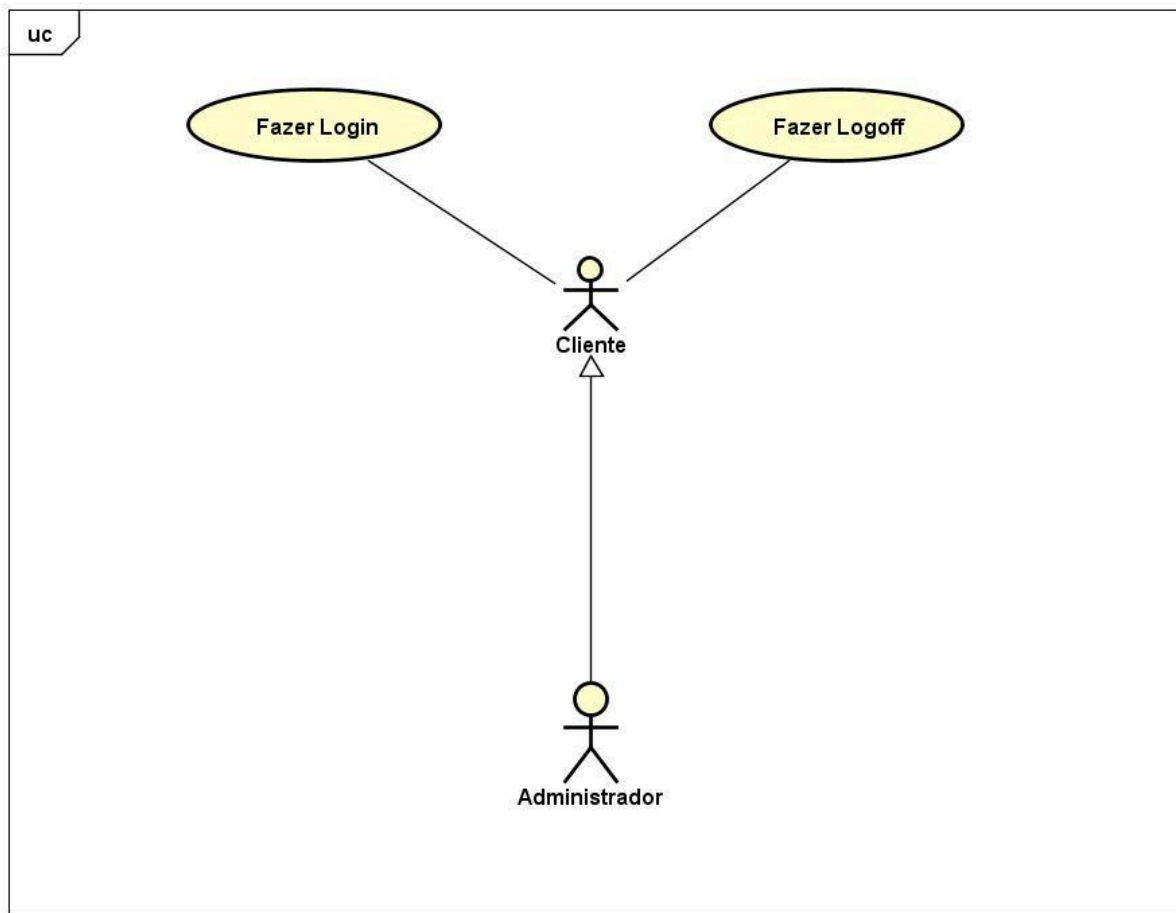 uc
Fazer Login
Fazer Logoff
Cliente
Administrador